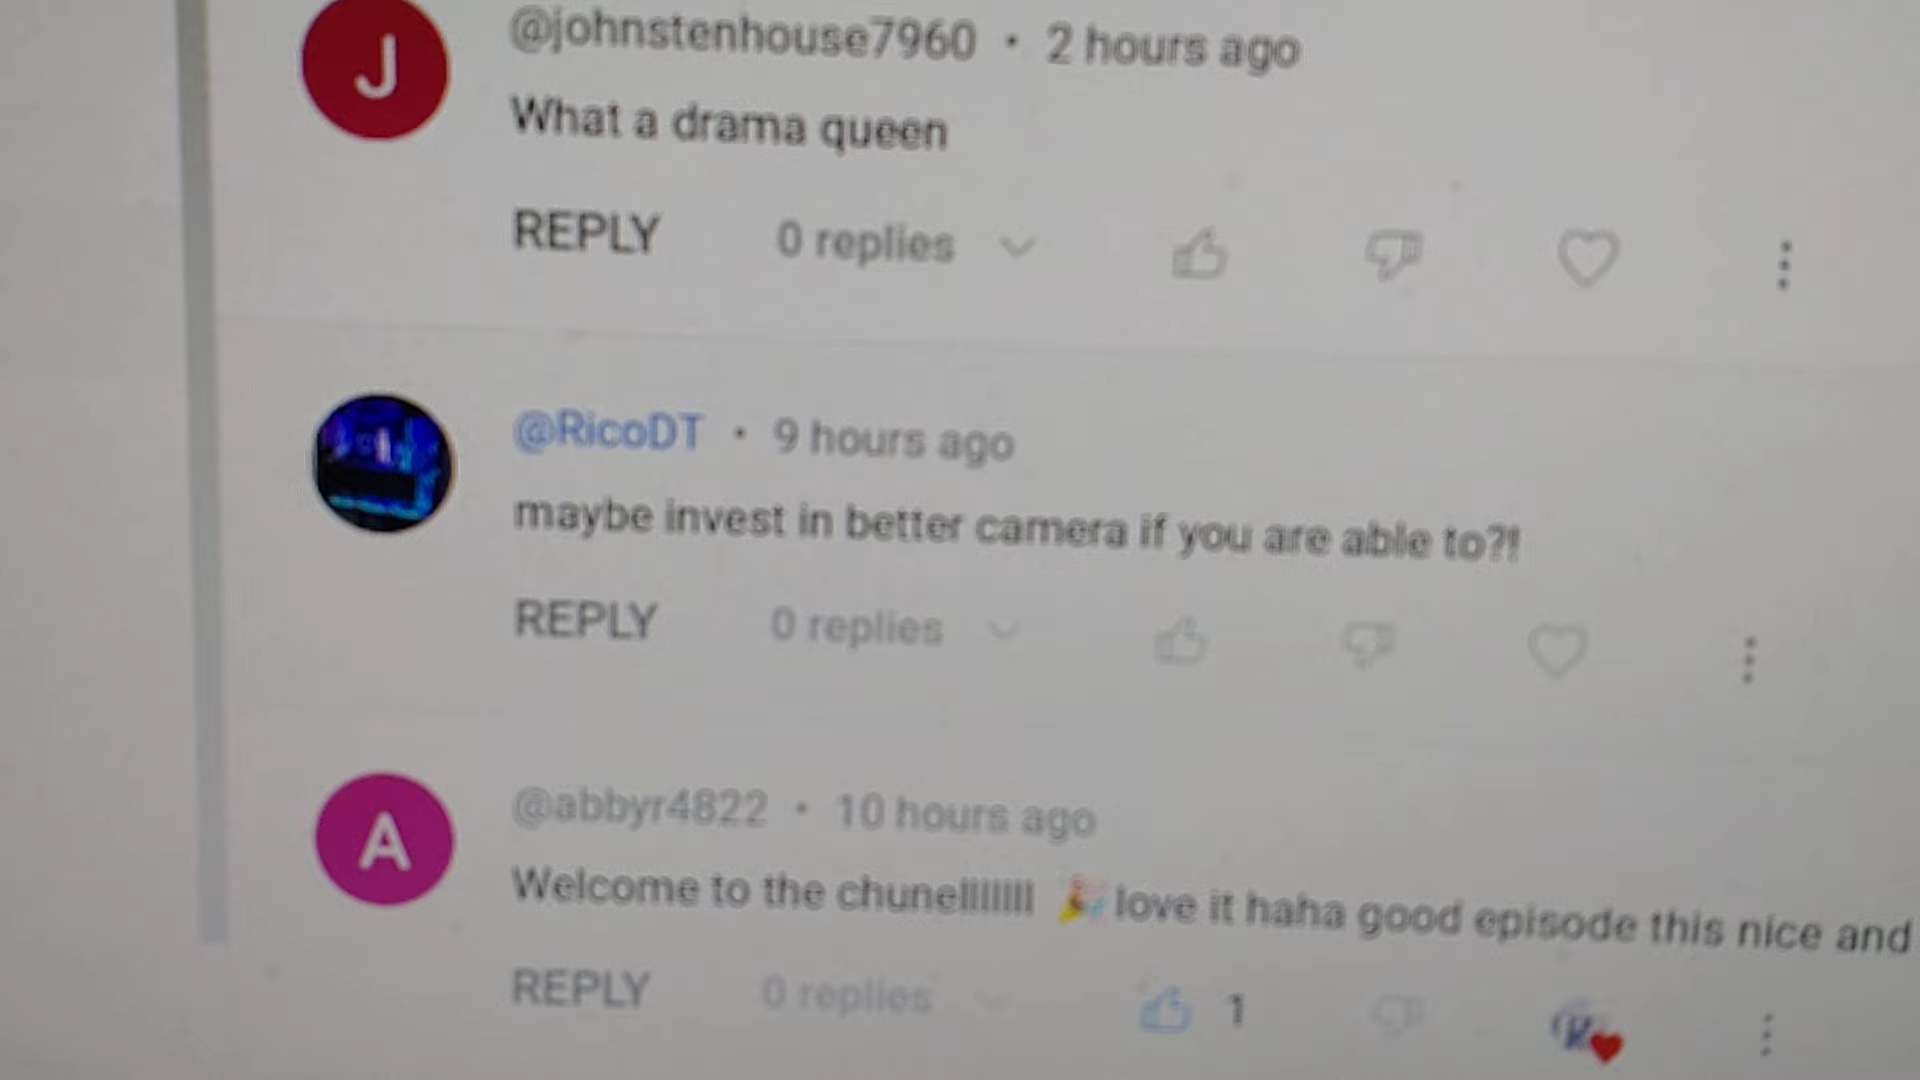 J
@johnstenhouse7960 • 2 hours ago
What a drama queen
REPLY 0 replies
@RicoDT • 9 hours ago
maybe invest in better camera if you are able to?!
REPLY 0 replies
A
@abbyr4822 • 10 hours ago
Welcome to the chunelllllll 🎉 love it haha good episode this nice and
REPLY 0 replies 1